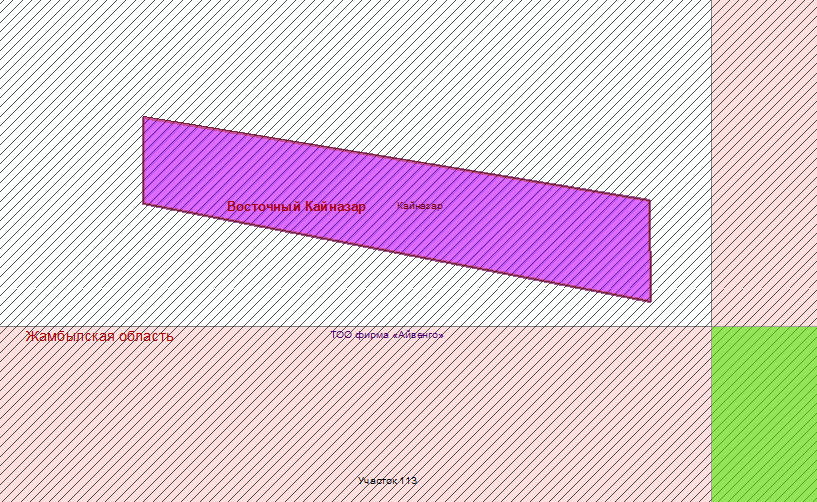 Восточный Кайназар
Кайназар
Жамбылская область
ТОО фирма «Айвенго»
Участок 113